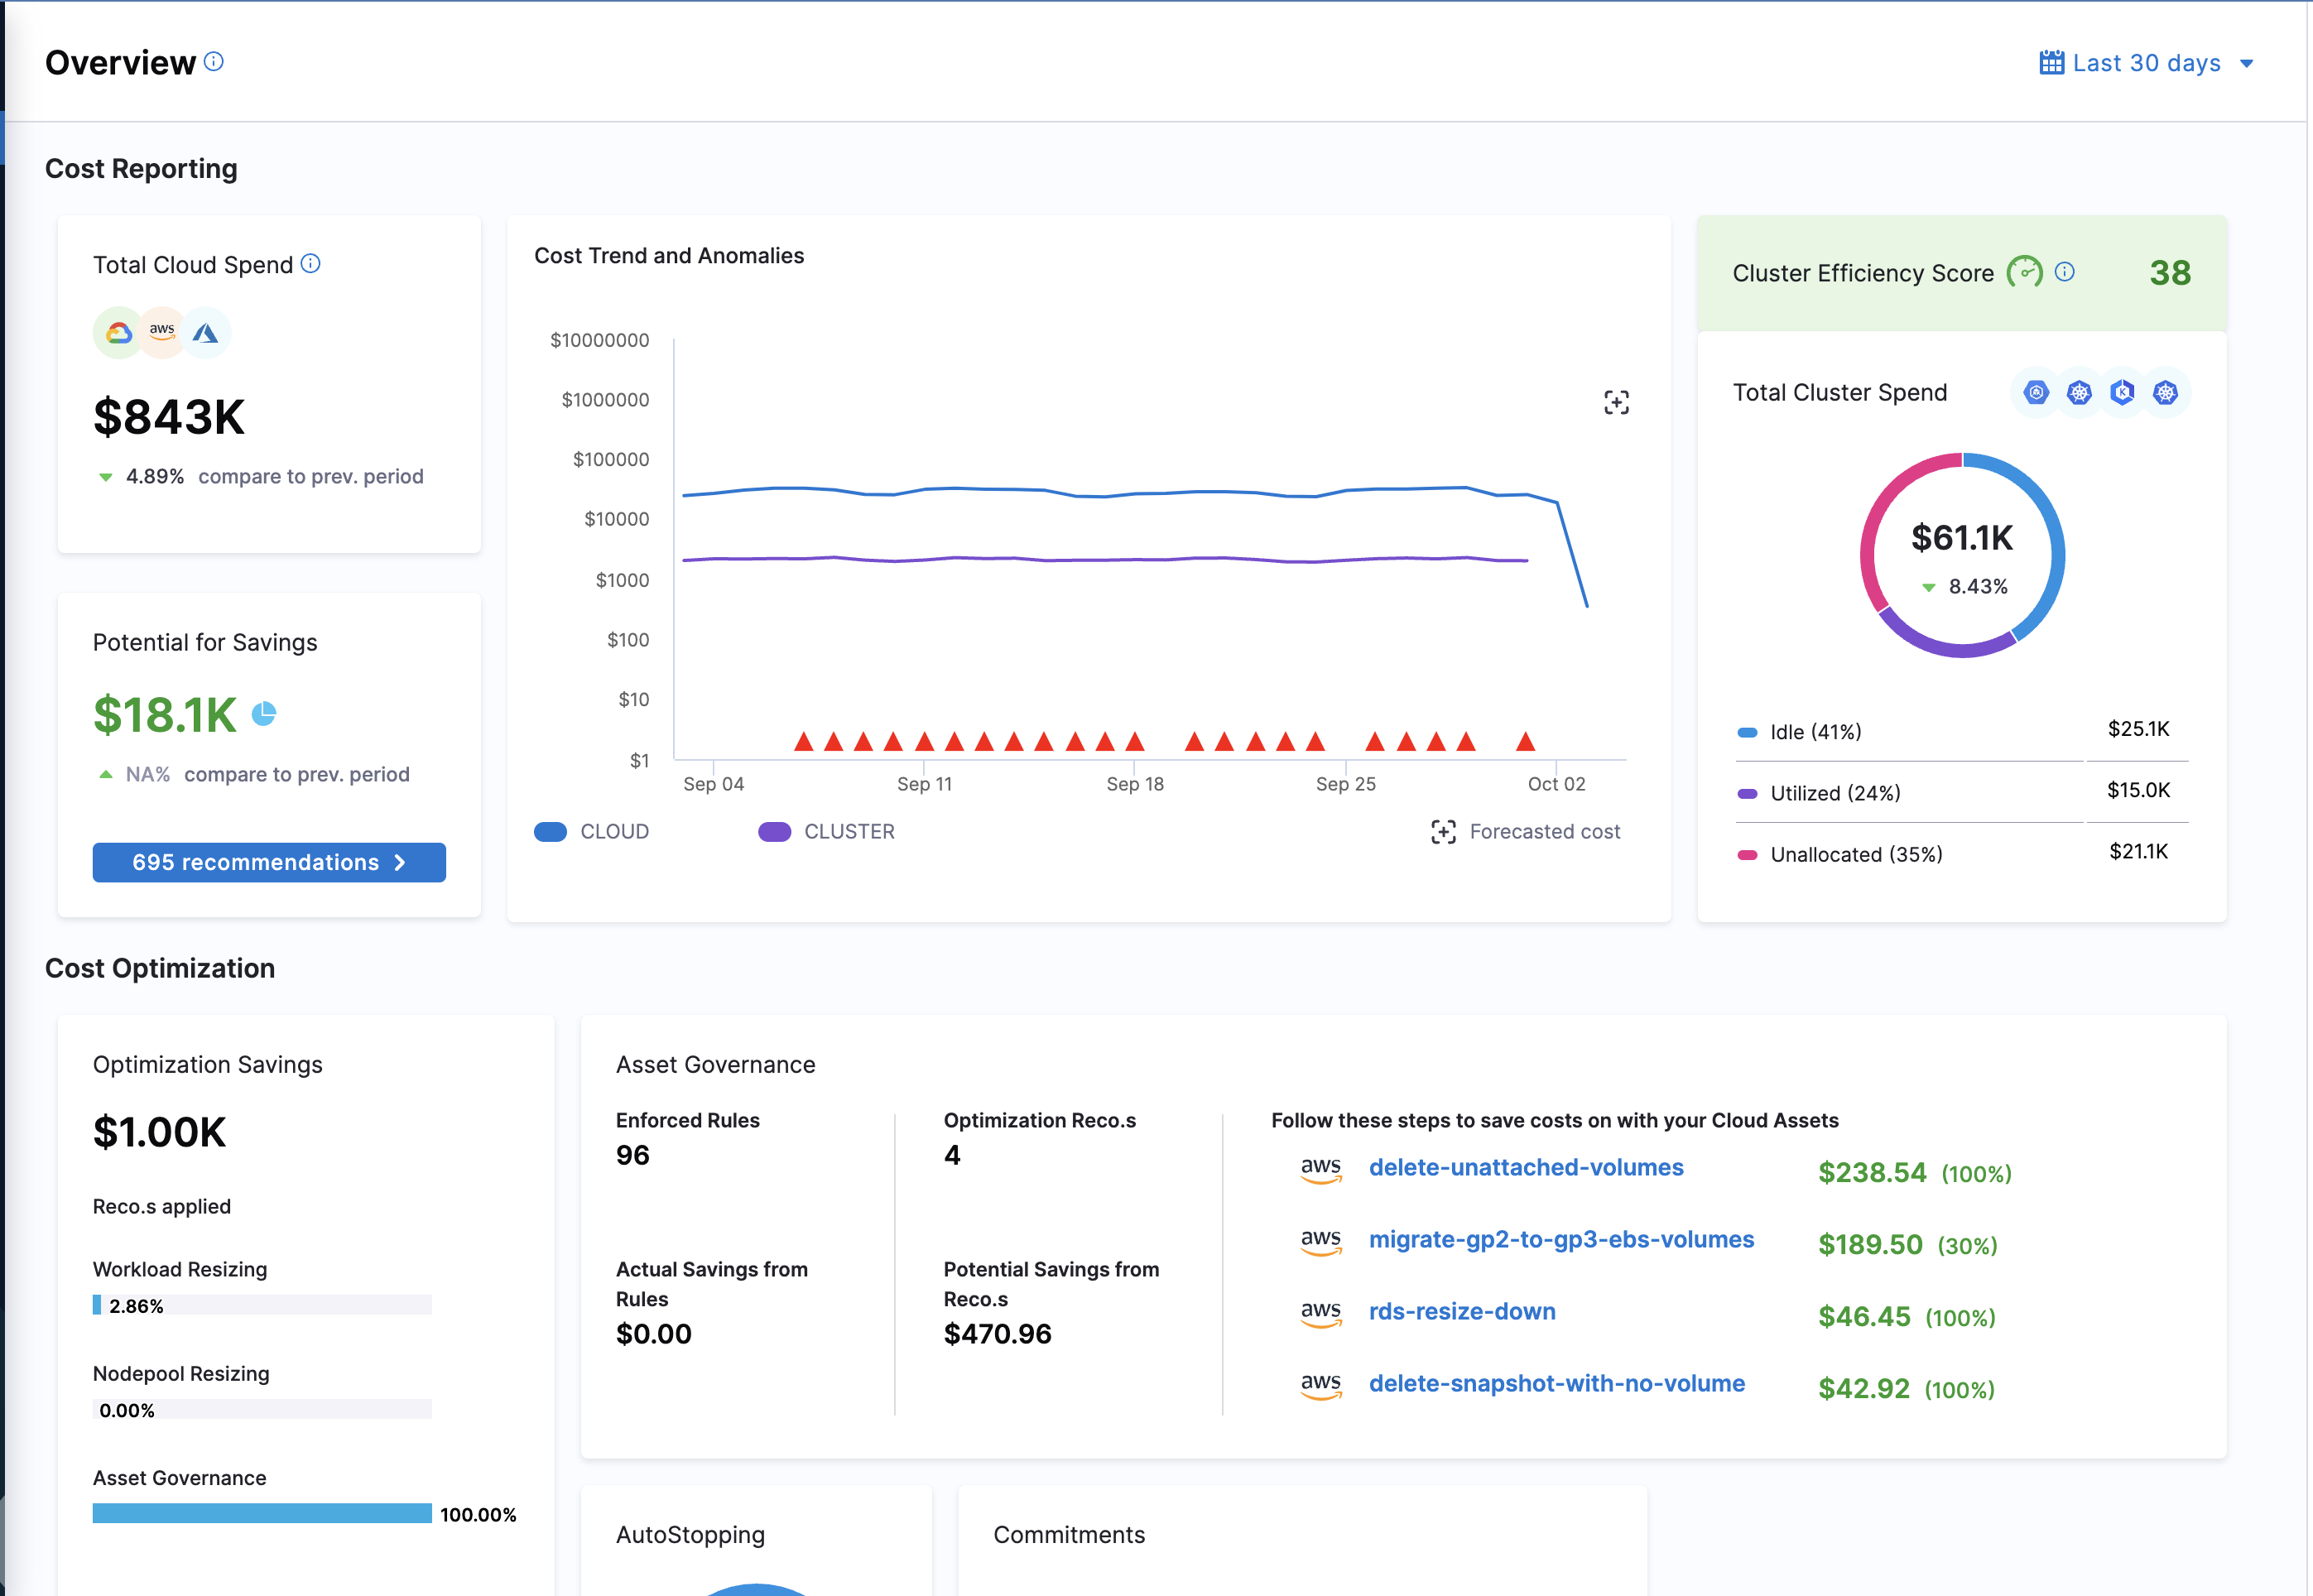 Overview
Last 30 days
Cost Reporting
Total Cloud Spend
aws
$843K
4.89% compare to prev. period
Potential for Savings
$18.1K
NA% compare to prev. period
695 recommendations
Cost Trend and Anomalies
$10000000
$1000000
$100000
$10000
$1000
$100
$10
$1
Sep 04 Sep 11 Sep 18 Sep 25 Oct 02
CLOUD CLUSTER Forecasted cost
Cluster Efficiency Score 38
Total Cluster Spend
$61.1K
8.43%
Idle (41%) $25.1K
Utilized (24%) $15.0K
Unallocated (35%) $21.1K
Cost Optimization
Optimization Savings
$1.00K
Reco.s applied
Workload Resizing
2.86%
Nodepool Resizing
0.00%
Asset Governance
100.00%
Asset Governance
Enforced Rules
96
Optimization Reco.s
4
Actual Savings from
Rules
$0.00
Potential Savings from
Reco.s
$470.96
Follow these steps to save costs on with your Cloud Assets
aws delete-unattached-volumes $238.54 (100%)
aws migrate-gp2-to-gp3-ebs-volumes $189.50 (30%)
aws rds-resize-down $46.45 (100%)
aws delete-snapshot-with-no-volume $42.92 (100%)
AutoStopping
Commitments